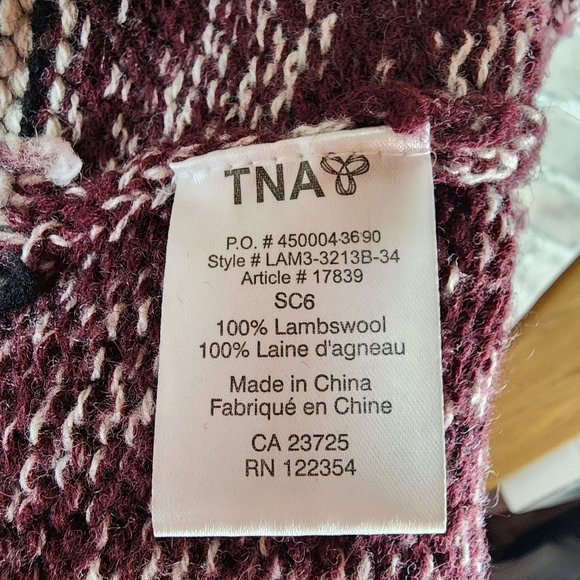 TNA
P.O. # 450004-3690
Style # LAM3-3213B-34
Article # 17839
SC6
100% Lambswool
100% Laine d'agneau
Made in China
Fabriqué en Chine
CA 23725
RN 122354